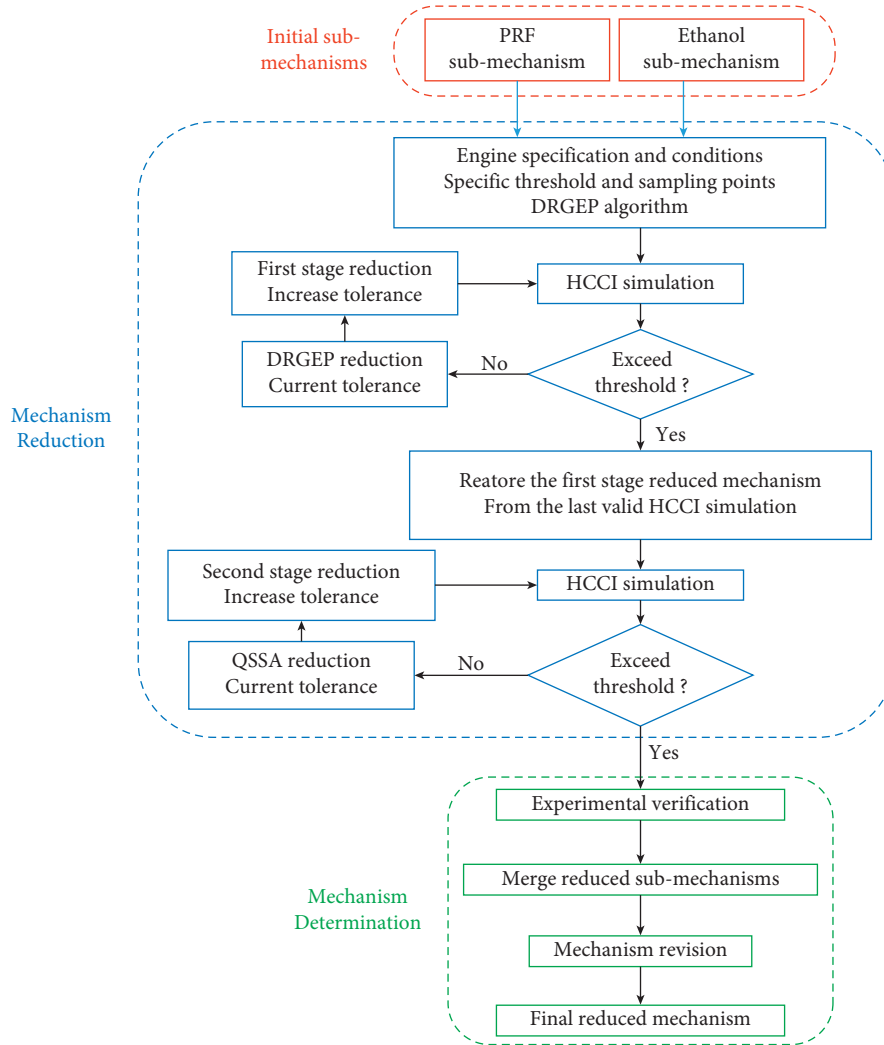 Initial sub-
mechanisms
PRF
sub-mechanism
Ethanol
sub-mechanism
Engine specification and conditions
Specific threshold and sampling points
DRGEP algorithm
First stage reduction
Increase tolerance
HCCI simulation
DRGEP reduction
Current tolerance
No
Exceed
threshold ?
Mechanism
Reduction
Yes
Reatore the first stage reduced mechanism
From the last valid HCCI simulation
Second stage reduction
Increase tolerance
HCCI simulation
QSSA reduction
Current tolerance
No
Exceed
threshold ?
Yes
Experimental verification
Merge reduced sub-mechanisms
Mechanism
Determination
Mechanism revision
Final reduced mechanism